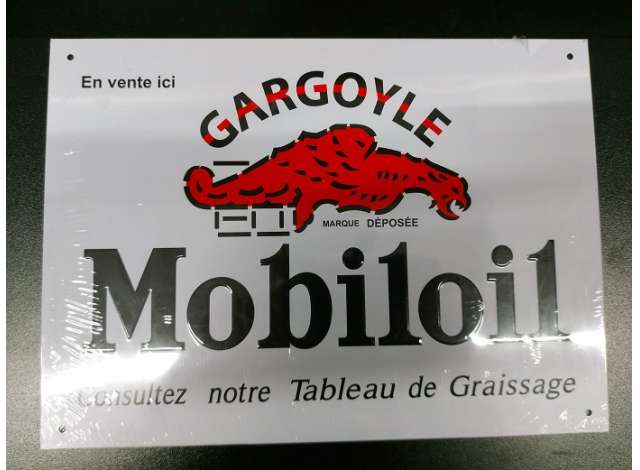 En vente ici
GARGOYLE
MARQUE DÉPOSÉE
Mobiloil
Consultez notre Tableau de Graissage